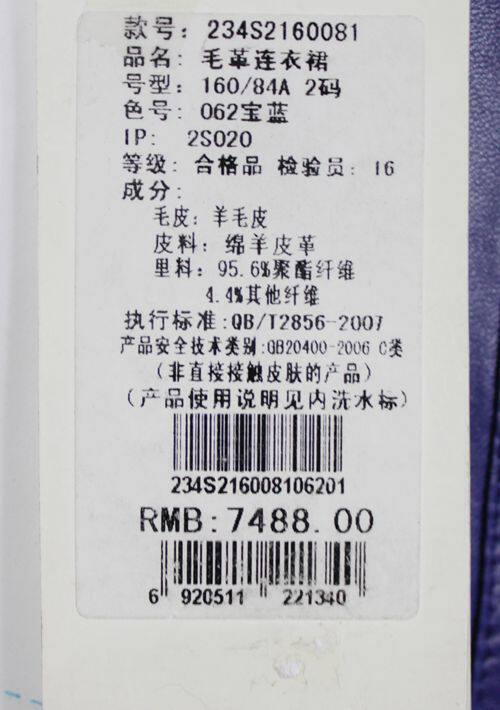 款号: 234S2160081
品名: 毛革连衣裙
号型: 160/84A 2码
色号: 062宝蓝
IP: 2S020
等级: 合格品 检验员: 16
成分:
毛皮: 羊毛皮
皮料: 绵羊皮革
里料: 95.6%聚酯纤维
4.4%其他纤维
执行标准:QB/T2856-2007
产品安全技术类别:GB20400-2006 C类
(非直接接触皮肤的产品)
(产品使用说明见内洗水标)
234S216008106201
RMB:7488.00
6 920511 221340